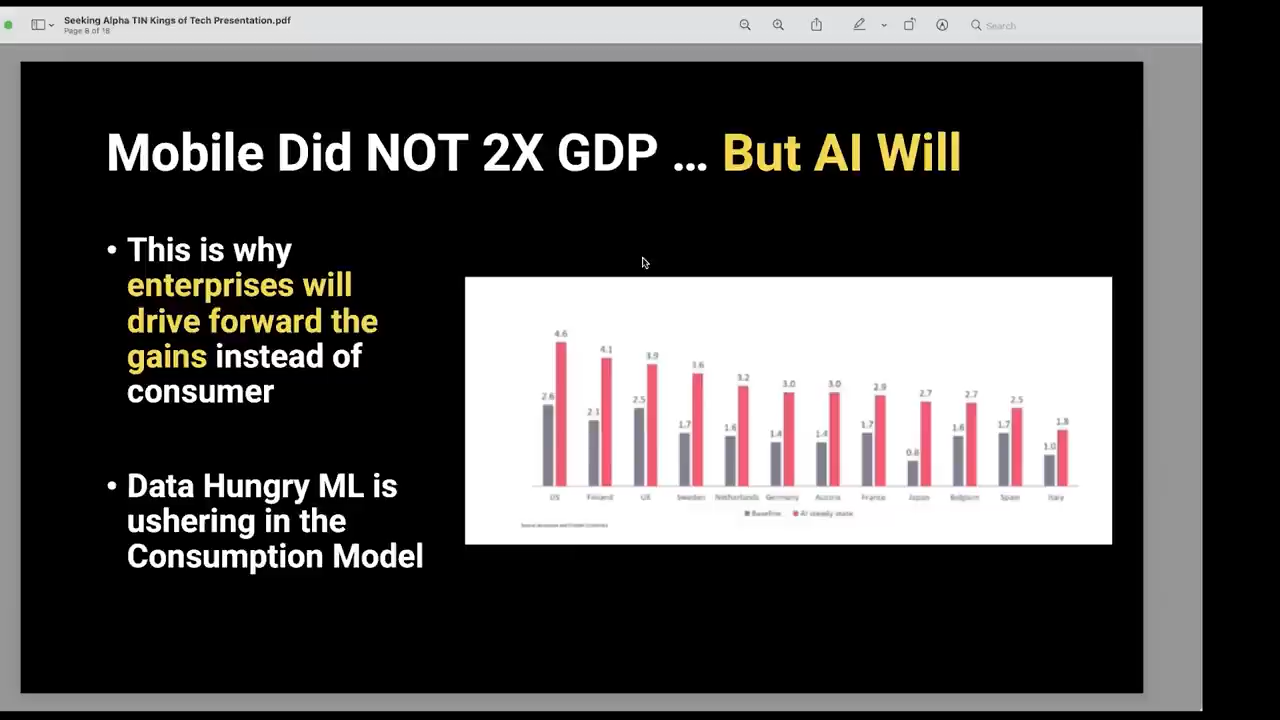 Seeking Alpha TIN Kings of Tech Presentation.pdf
Page 8 of 18
Search
Mobile Did NOT 2X GDP ... But AI Will
• This is why
enterprises will
drive forward the
gains instead of
consumer
• Data Hungry ML is
ushering in the
Consumption Model
4.6
4.1
3.9
3.6
3.2
3.0
3.0
2.9
2.7
2.7
2.5
1.8
2.6
2.1
2.5
1.7
1.6
1.4
1.4
1.7
0.8
1.6
1.7
1.0
US Finland UK Sweden Netherlands Germany Austria France Japan Belgium Spain Italy
Baseline AI steady state